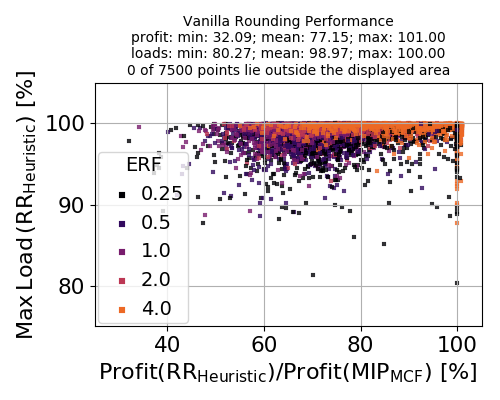 Vanilla Rounding Performance
profit: min: 32.09; mean: 77.15; max: 101.00
loads: min: 80.27; mean: 98.97; max: 100.00
0 of 7500 points lie outside the displayed area
Max Load(RR_Heuristic) [%]
100
90
80
ERF
0.25
0.5
1.0
2.0
4.0
40 60 80 100
Profit(RR_Heuristic)/Profit(MIP_MCF) [%]